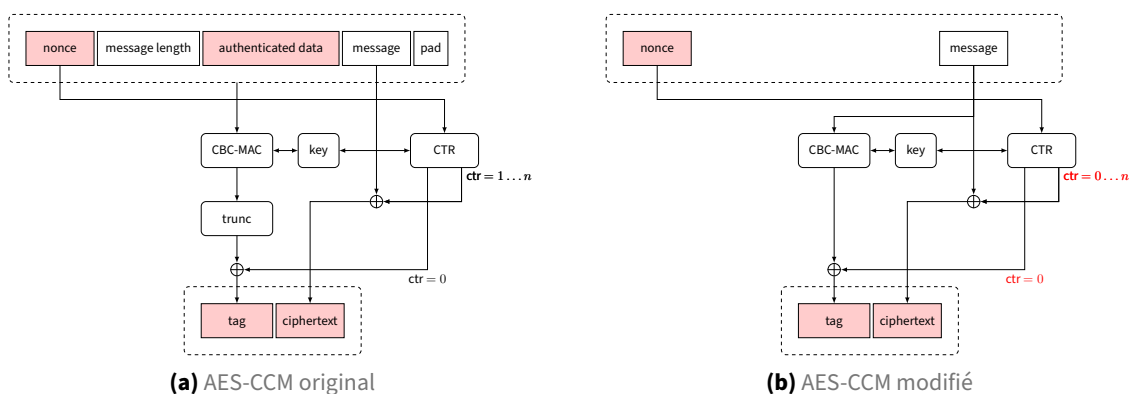 nonce message length authenticated data message pad
CBC-MAC key CTR
ctr = 1 . . . n
trunc
ctr = 0
tag ciphertext
(a) AES-CCM original
nonce message
CBC-MAC key CTR
ctr = 0 . . . n
ctr = 0
tag ciphertext
(b) AES-CCM modifié